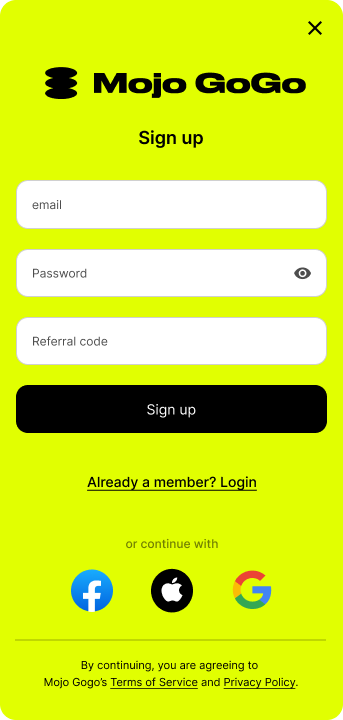 Mojo GoGo
Sign up
email
Password
Referral code
Sign up
Already a member? Login
or continue with
By continuing, you are agreeing to
Mojo Gogo’s Terms of Service and Privacy Policy.